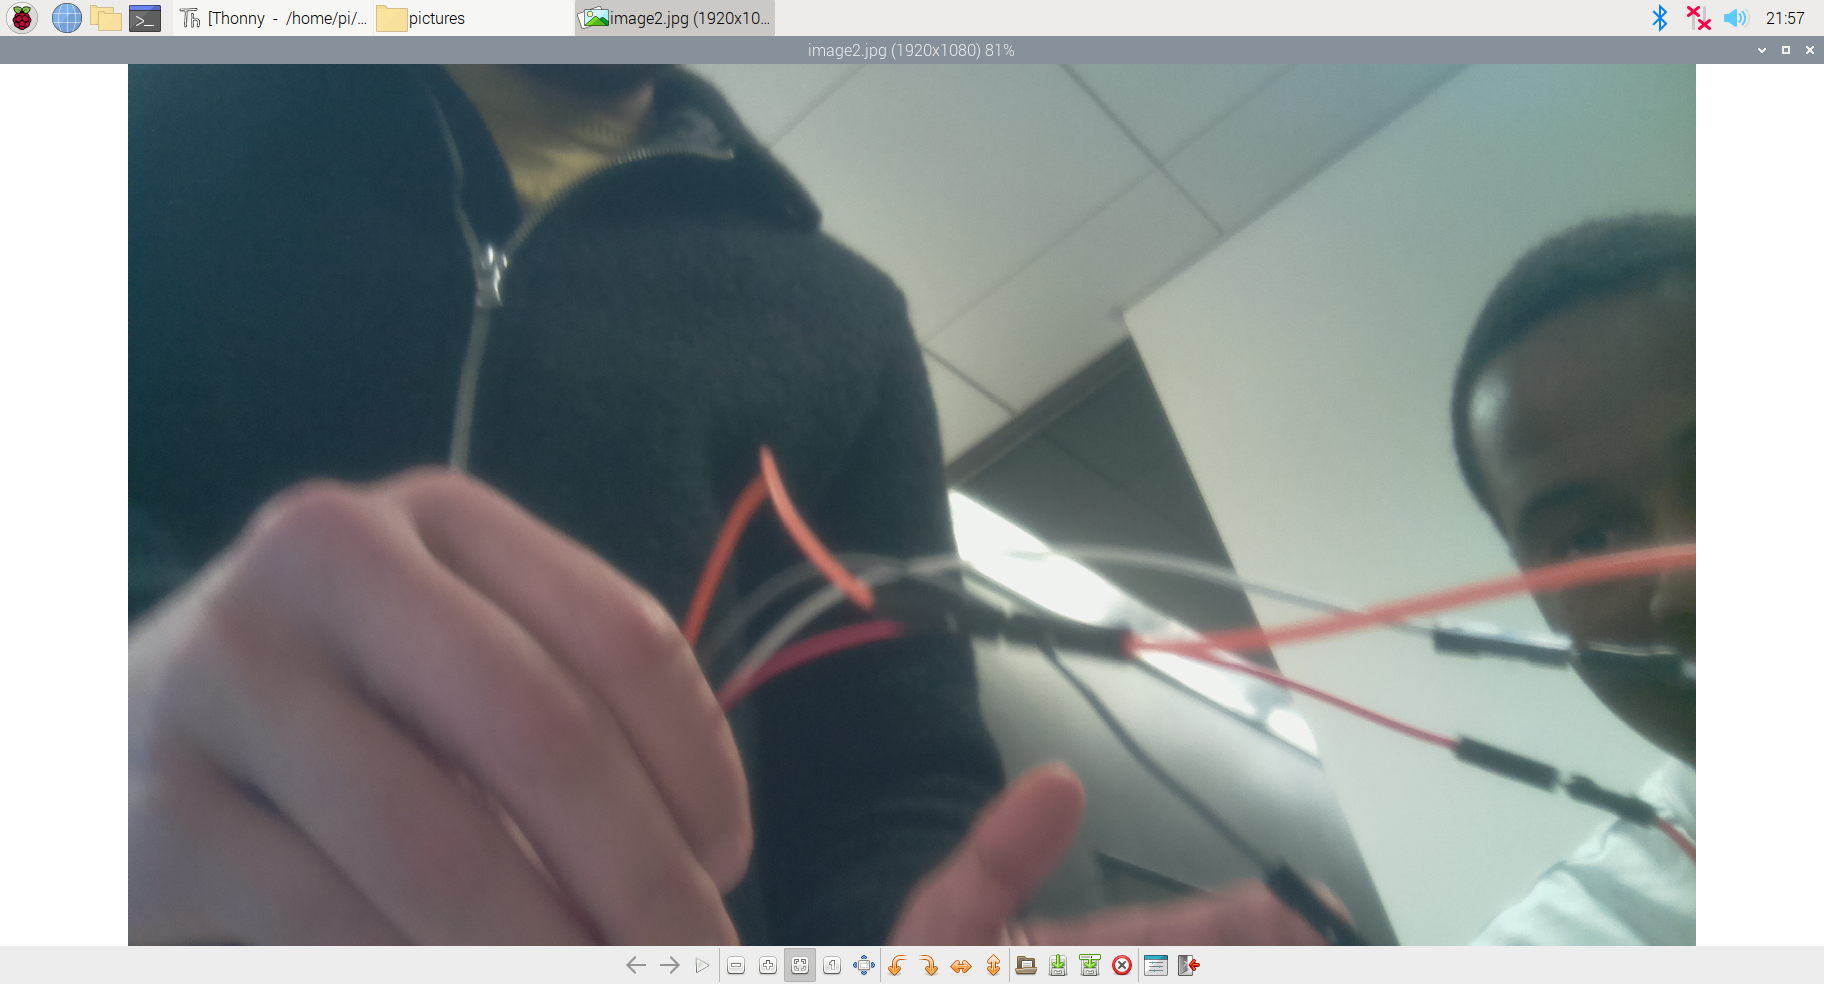 [Thonny - /home/pi/...
pictures
image2.jpg (1920x10...
21:57
image2.jpg (1920x1080) 81%